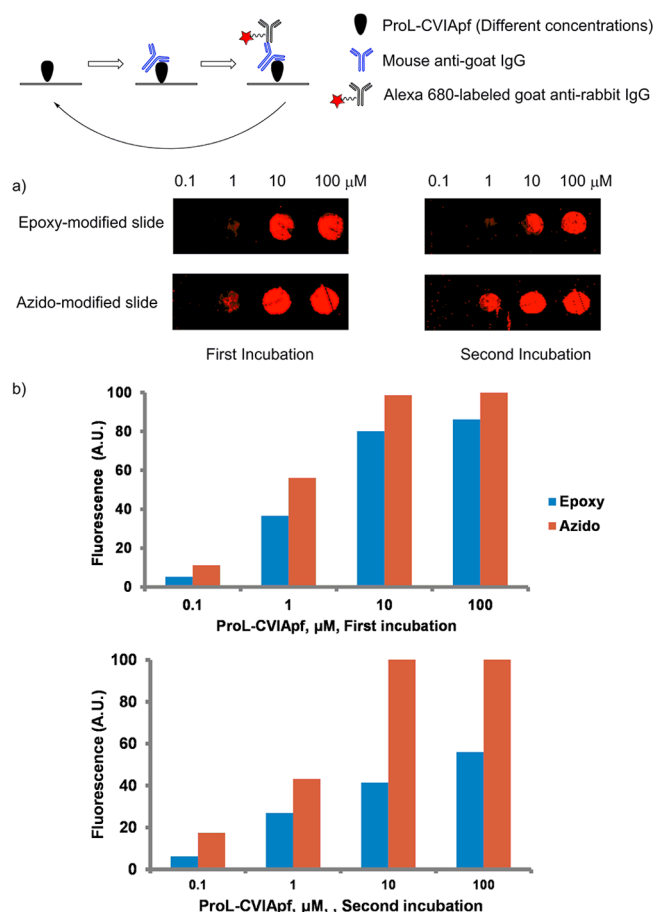 ProL-CVIApf (Different concentrations)
Mouse anti-goat IgG
Alexa 680-labeled goat anti-rabbit IgG
a)
0.1 1 10 100 μM
0.1 1 10 100 μM
Epoxy-modified slide
Azido-modified slide
First Incubation
Second Incubation
b)
Fluorescence (A.U.)
100
80
60
40
20
0
0.1 1 10 100
ProL-CVIApf, μM, First incubation
Epoxy
Azido
Fluorescence (A.U.)
100
80
60
40
20
0
0.1 1 10 100
ProL-CVIApf, μM, , Second incubation